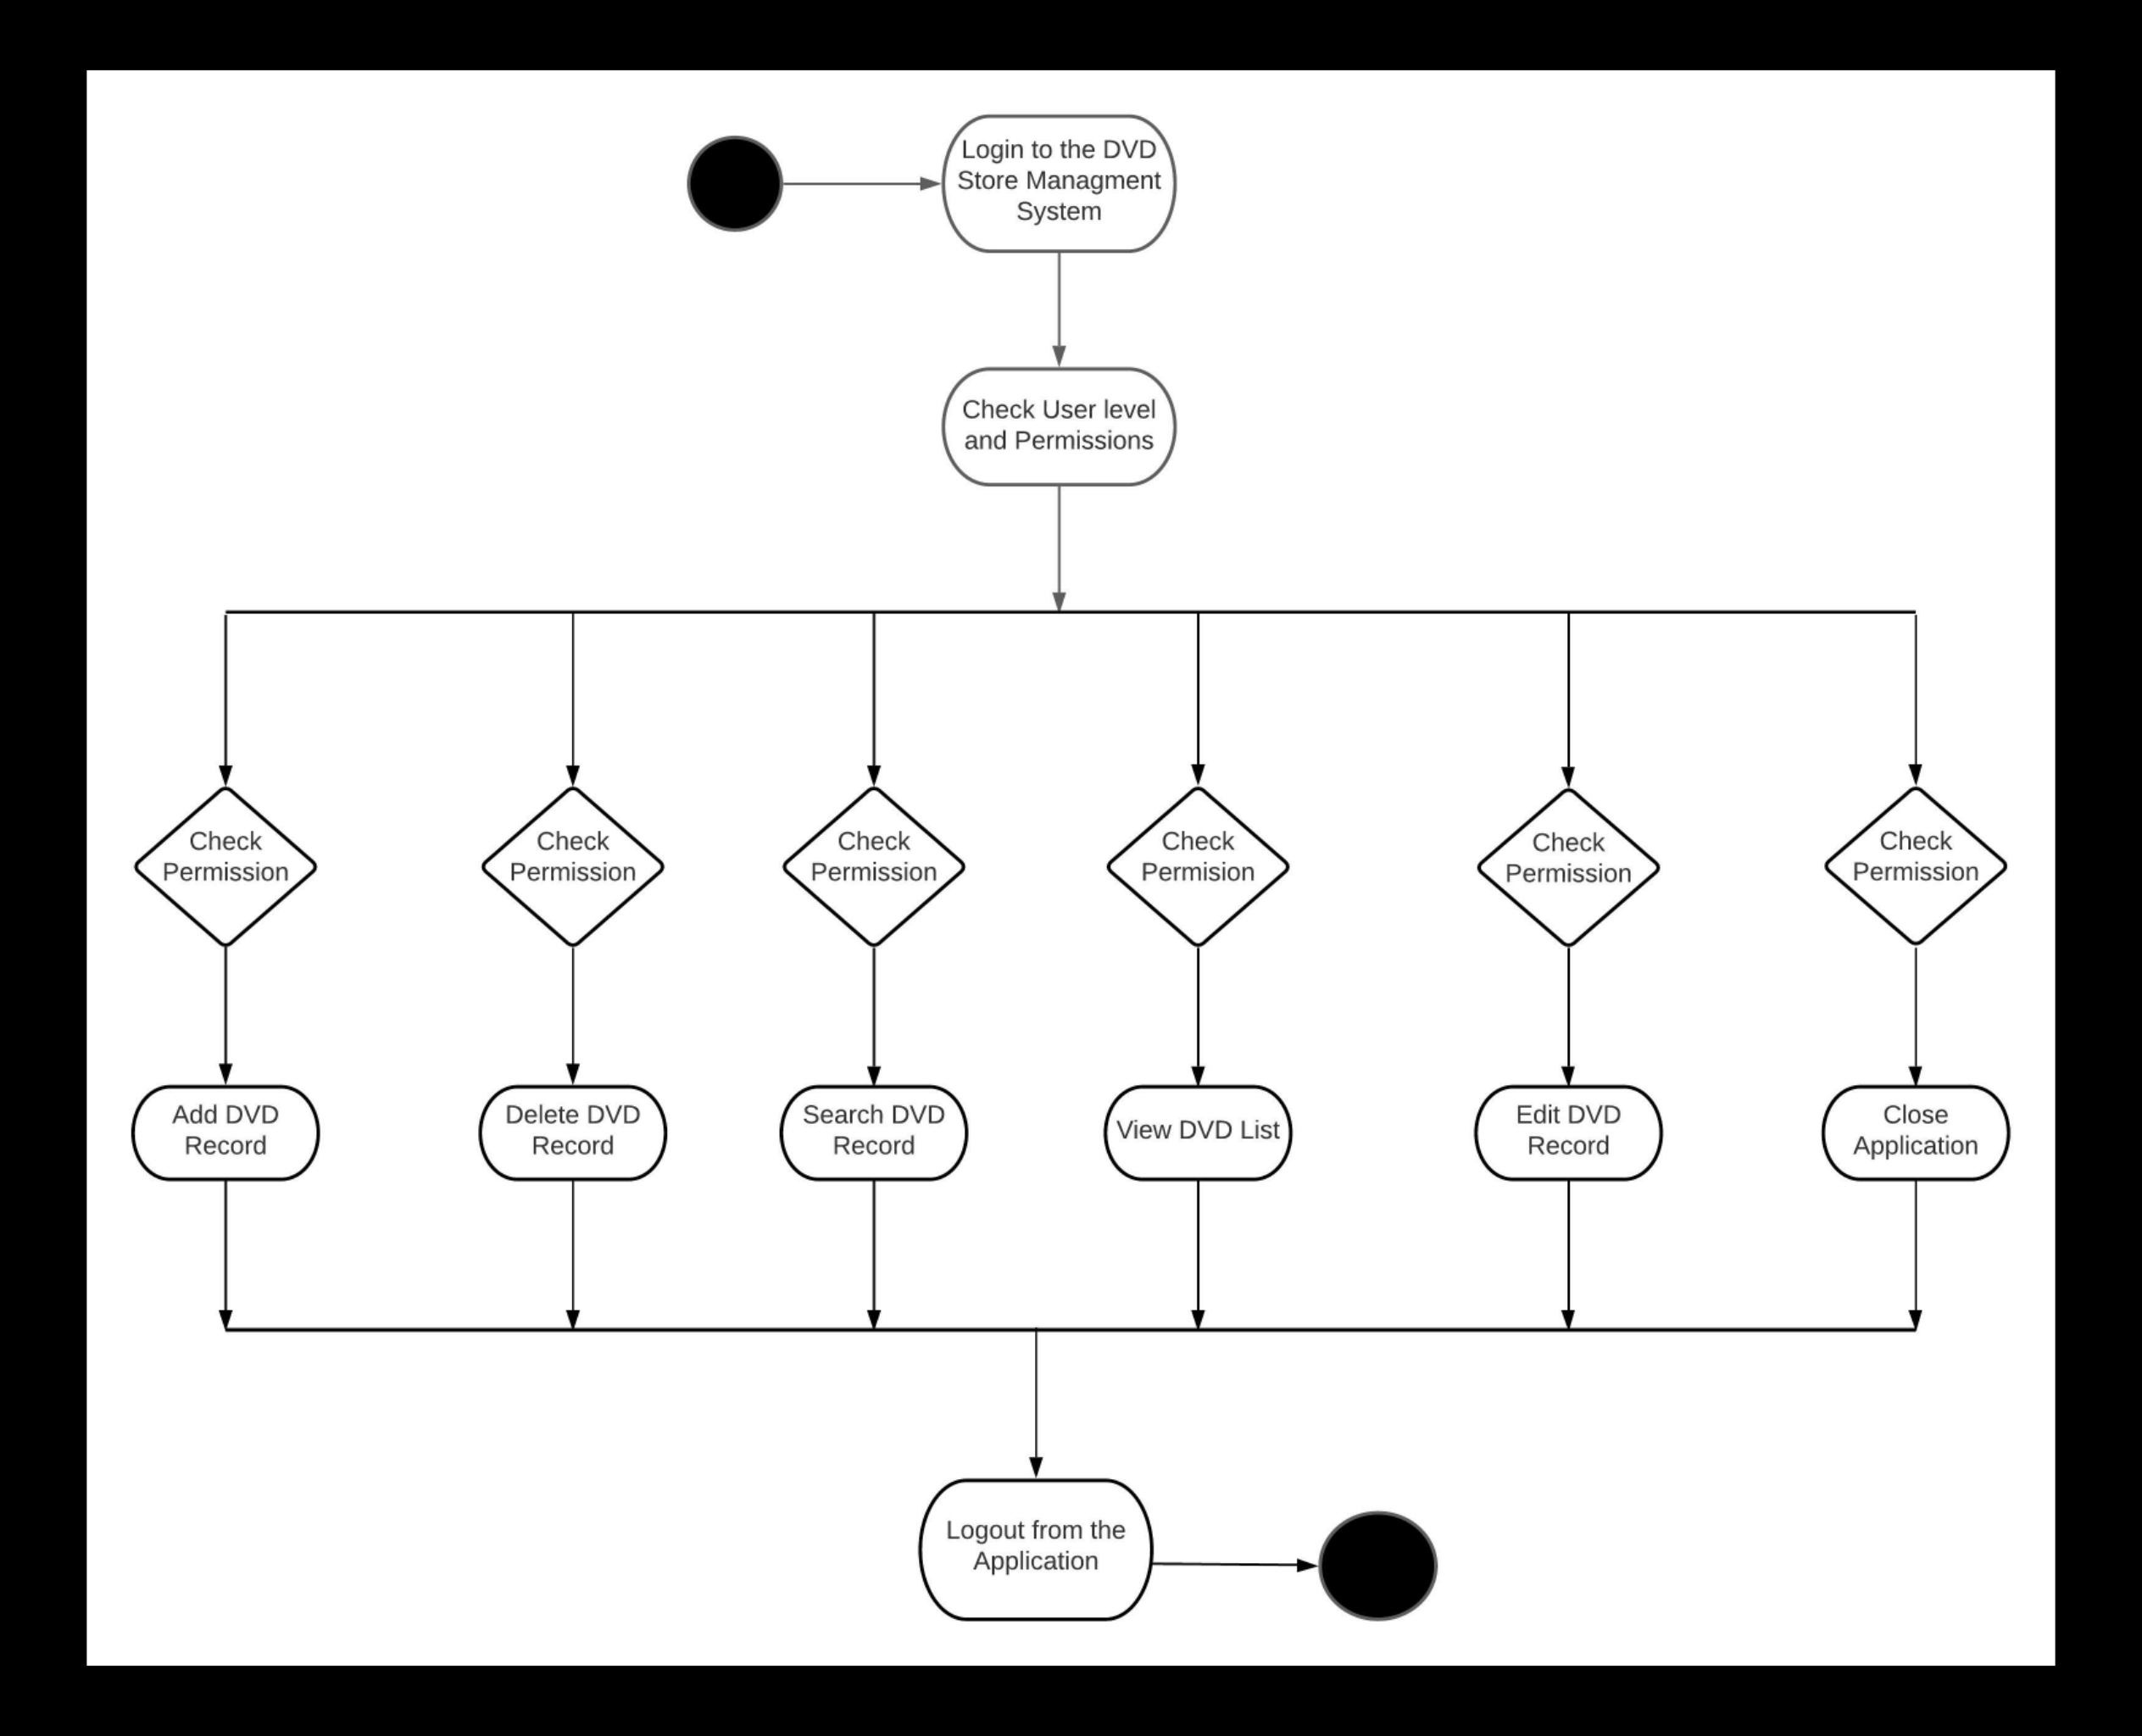 Login to the DVD
Store Managment
System
Check User level
and Permissions
Check
Permission
Check
Permission
Check
Permission
Check
Permision
Check
Permission
Check
Permission
Add DVD
Record
Delete DVD
Record
Search DVD
Record
View DVD List
Edit DVD
Record
Close
Application
Logout from the
Application